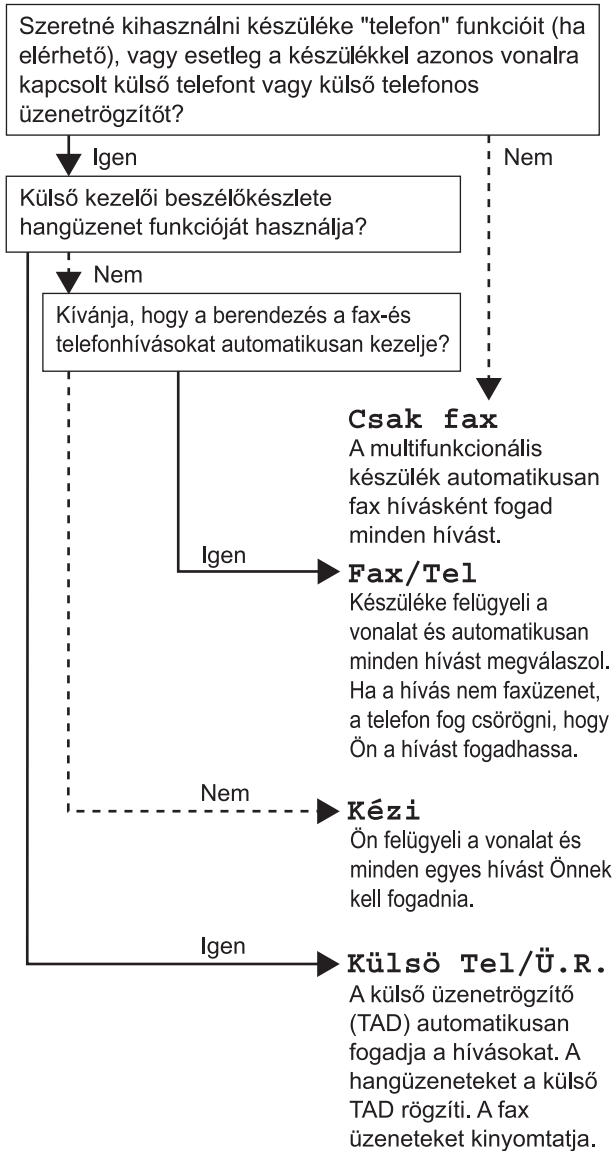 Szeretné kihasználni készüléke "telefon" funkcióit (ha
elérhető), vagy esetleg a készülékkel azonos vonalra
kapcsolt külső telefont vagy külső telefonos
üzenetrögzítőt?
Igen
Nem
Külső kezelői beszélőkészlete
hangüzenet funkcióját használja?
Nem
Kívánja, hogy a berendezés a fax-és
telefonhívásokat automatikusan kezelje?
Csak fax
A multifunkcionális
készülék automatikusan
fax hívásként fogad
minden hívást.
Igen
Fax/Tel
Készüléke felügyeli a
vonalat és automatikusan
minden hívást megválaszol.
Ha a hívás nem faxüzenet,
a telefon fog csörögni, hogy
Ön a hívást fogadhassa.
Nem
Kézi
Ön felügyeli a vonalat és
minden egyes hívást Önnek
kell fogadnia.
Igen
Külsö Tel/Ü.R.
A külső üzenetrögzítő
(TAD) automatikusan
fogadja a hívásokat. A
hangüzeneteket a külső
TAD rögzíti. A fax
üzeneteket kinyomtatja.